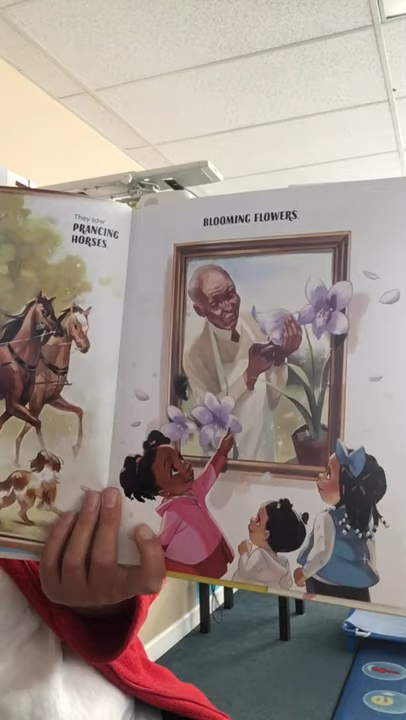 They saw
PRANCING
HORSES,
BLOOMING FLOWERS,
e